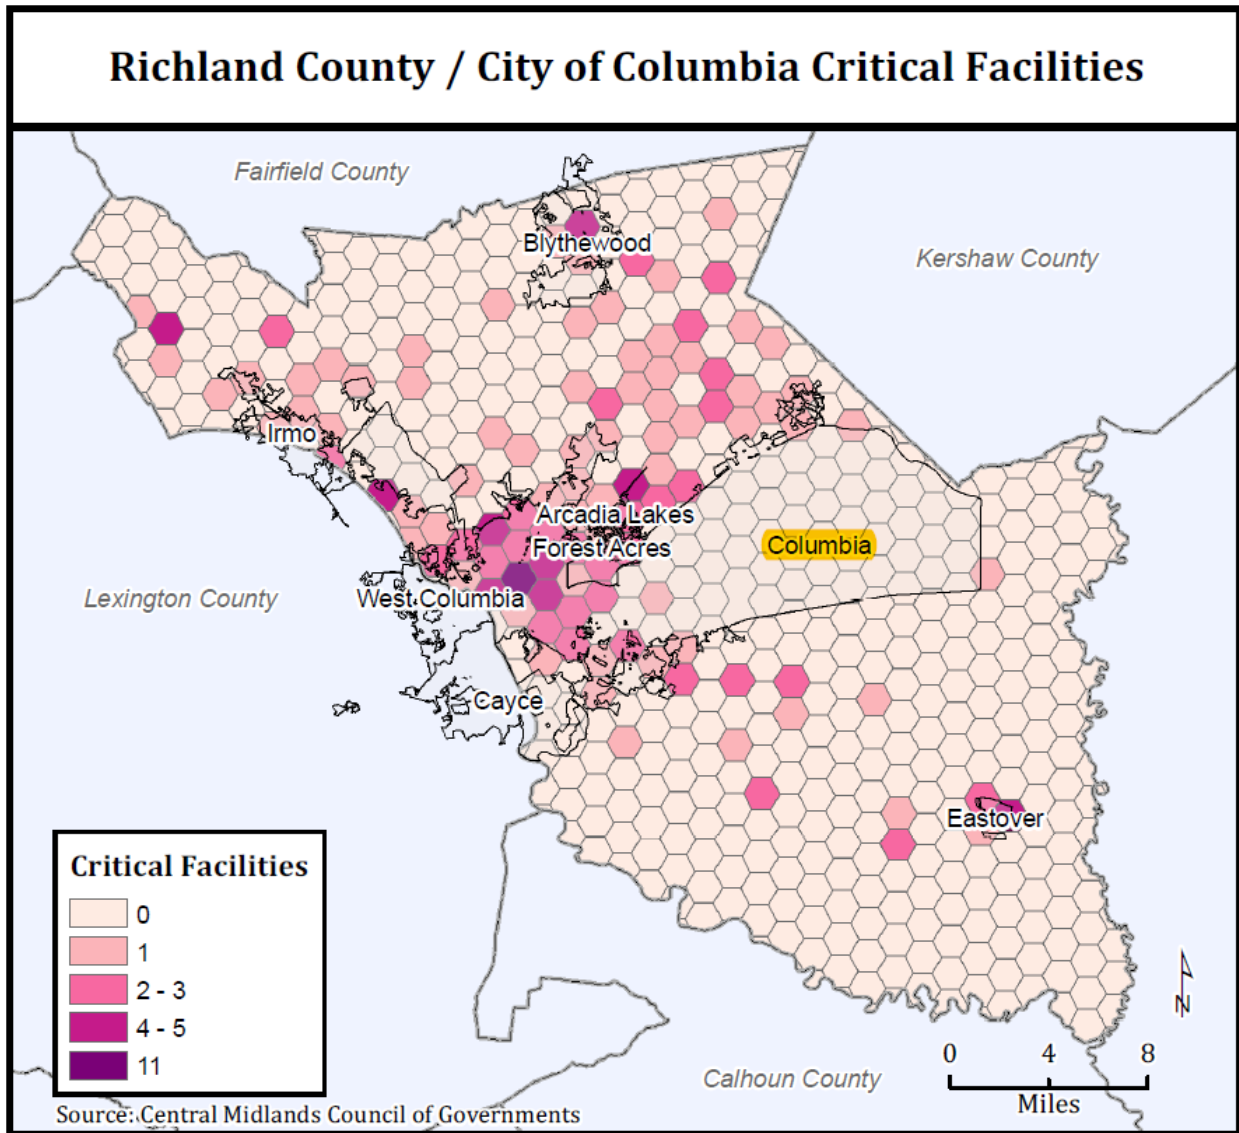 Richland County / City of Columbia Critical Facilities
Fairfield County
Blythewood
Kershaw County
Irmo
Arcadia Lakes
Forest Acres
Columbia
Lexington County
West Columbia
Cayce
Eastover
Critical Facilities
0
1
2 - 3
4 - 5
11
N
0 4 8
Miles
Calhoun County
Source: Central Midlands Council of Governments